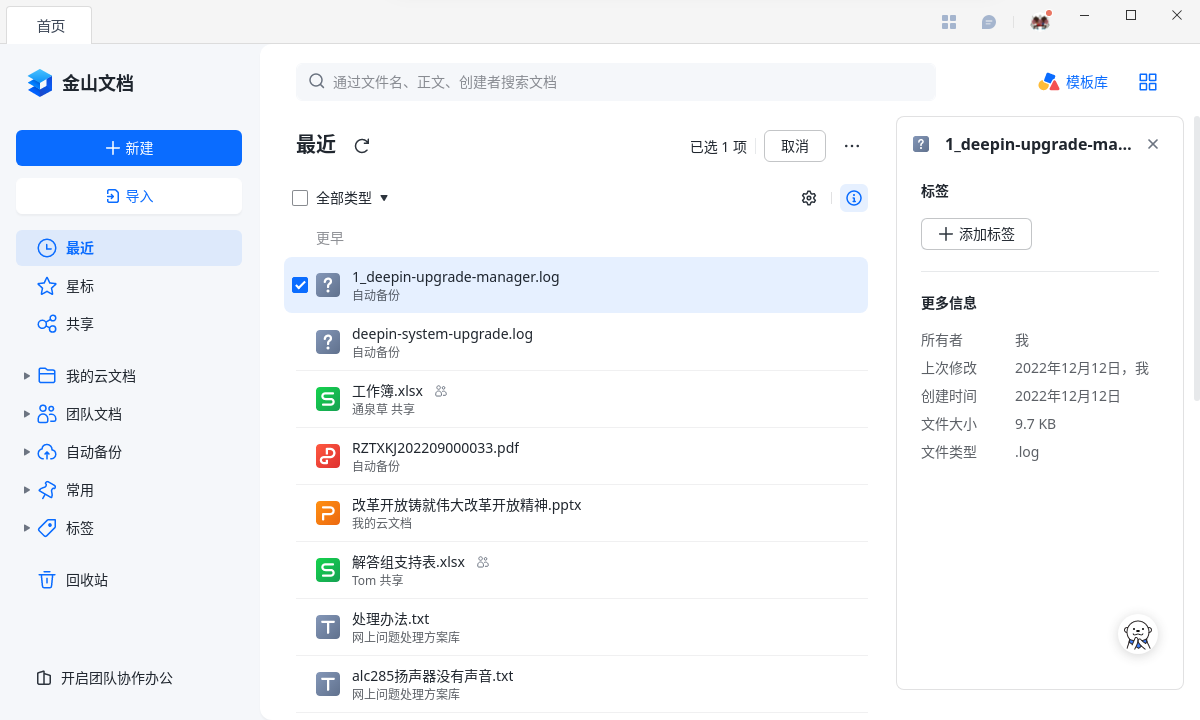 首页
金山文档
通过文件名、正文、创建者搜索文档
模板库
新建
导入
最近
星标
共享
我的云文档
团队文档
自动备份
常用
标签
回收站
开启团队协作办公
最近
已选 1 项
取消
全部类型
更早
1_deepin-upgrade-manager.log
自动备份
deepin-system-upgrade.log
自动备份
工作簿.xlsx
通泉草 共享
RZTXKJ202209000033.pdf
自动备份
改革开放铸就伟大改革开放精神.pptx
我的云文档
解答组支持表.xlsx
Tom 共享
处理办法.txt
网上问题处理方案库
alc285扬声器没有声音.txt
网上问题处理方案库
1_deepin-upgrade-ma...
标签
添加标签
更多信息
所有者 我
上次修改 2022年12月12日，我
创建时间 2022年12月12日
文件大小 9.7 KB
文件类型 .log